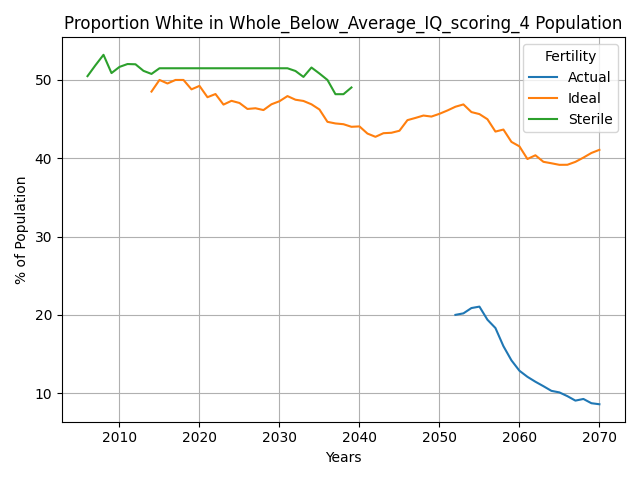 Proportion White in Whole_Below_Average_IQ_scoring_4 Population
Fertility
Actual
Ideal
Sterile
% of Population
50
40
30
20
10
2010 2020 2030 2040 2050 2060 2070
Years